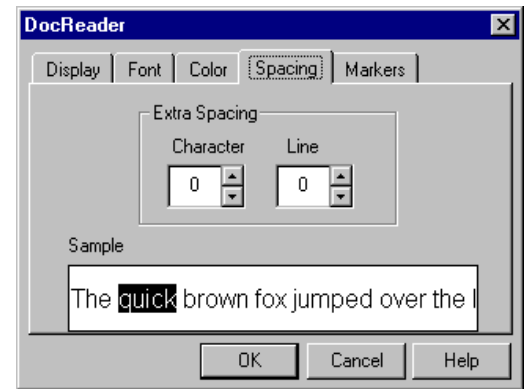 DocReader
Display Font Color Spacing Markers
Extra Spacing
Character Line
0 0
Sample
The quick brown fox jumped over the l
OK Cancel Help